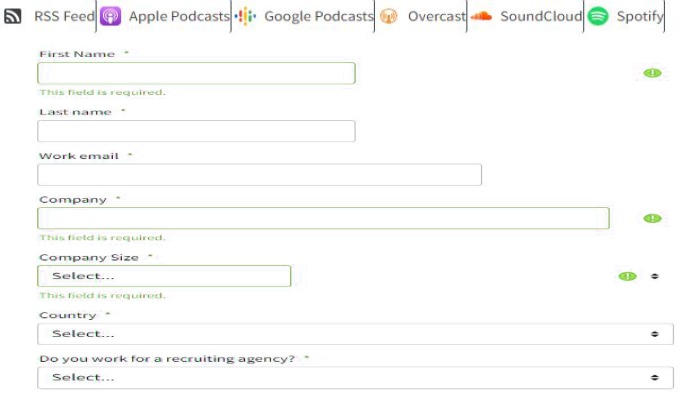 RSS Feed Apple Podcasts Google Podcasts Overcast SoundCloud Spotify
First Name *
This field is required.
Last name *
Work email *
Company *
This field is required.
Company Size *
Select...
This field is required.
Country *
Select...
Do you work for a recruiting agency? *
Select...